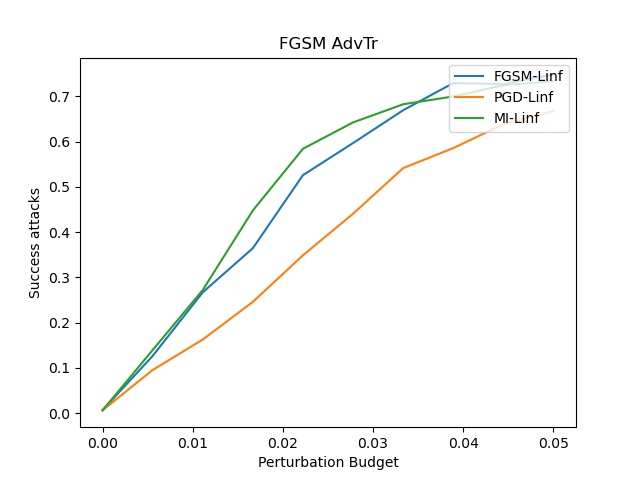 FGSM AdvTr
FGSM-Linf
PGD-Linf
MI-Linf
Success attacks
0.7
0.6
0.5
0.4
0.3
0.2
0.1
0.0
0.00 0.01 0.02 0.03 0.04 0.05
Perturbation Budget